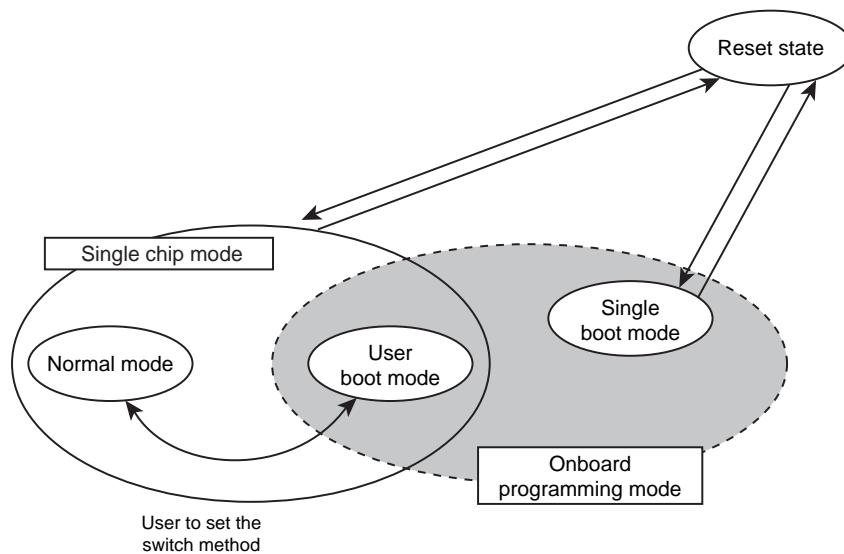 Reset state
Single chip mode
Single
boot mode
Normal mode
User
boot mode
Onboard
programming mode
User to set the
switch method